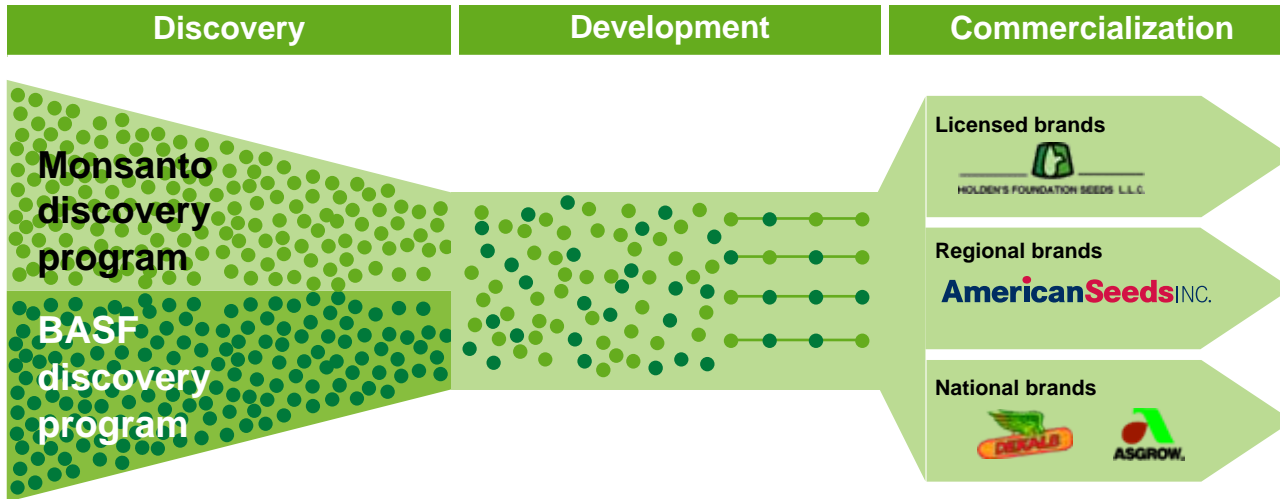 Discovery
Development
Commercialization
Monsanto
discovery
program
BASF
discovery
program
Licensed brands
HOLDEN'S FOUNDATION SEEDS L.L.C.
Regional brands
AmericanSeedsINC.
National brands
DEKALB
ASGROW